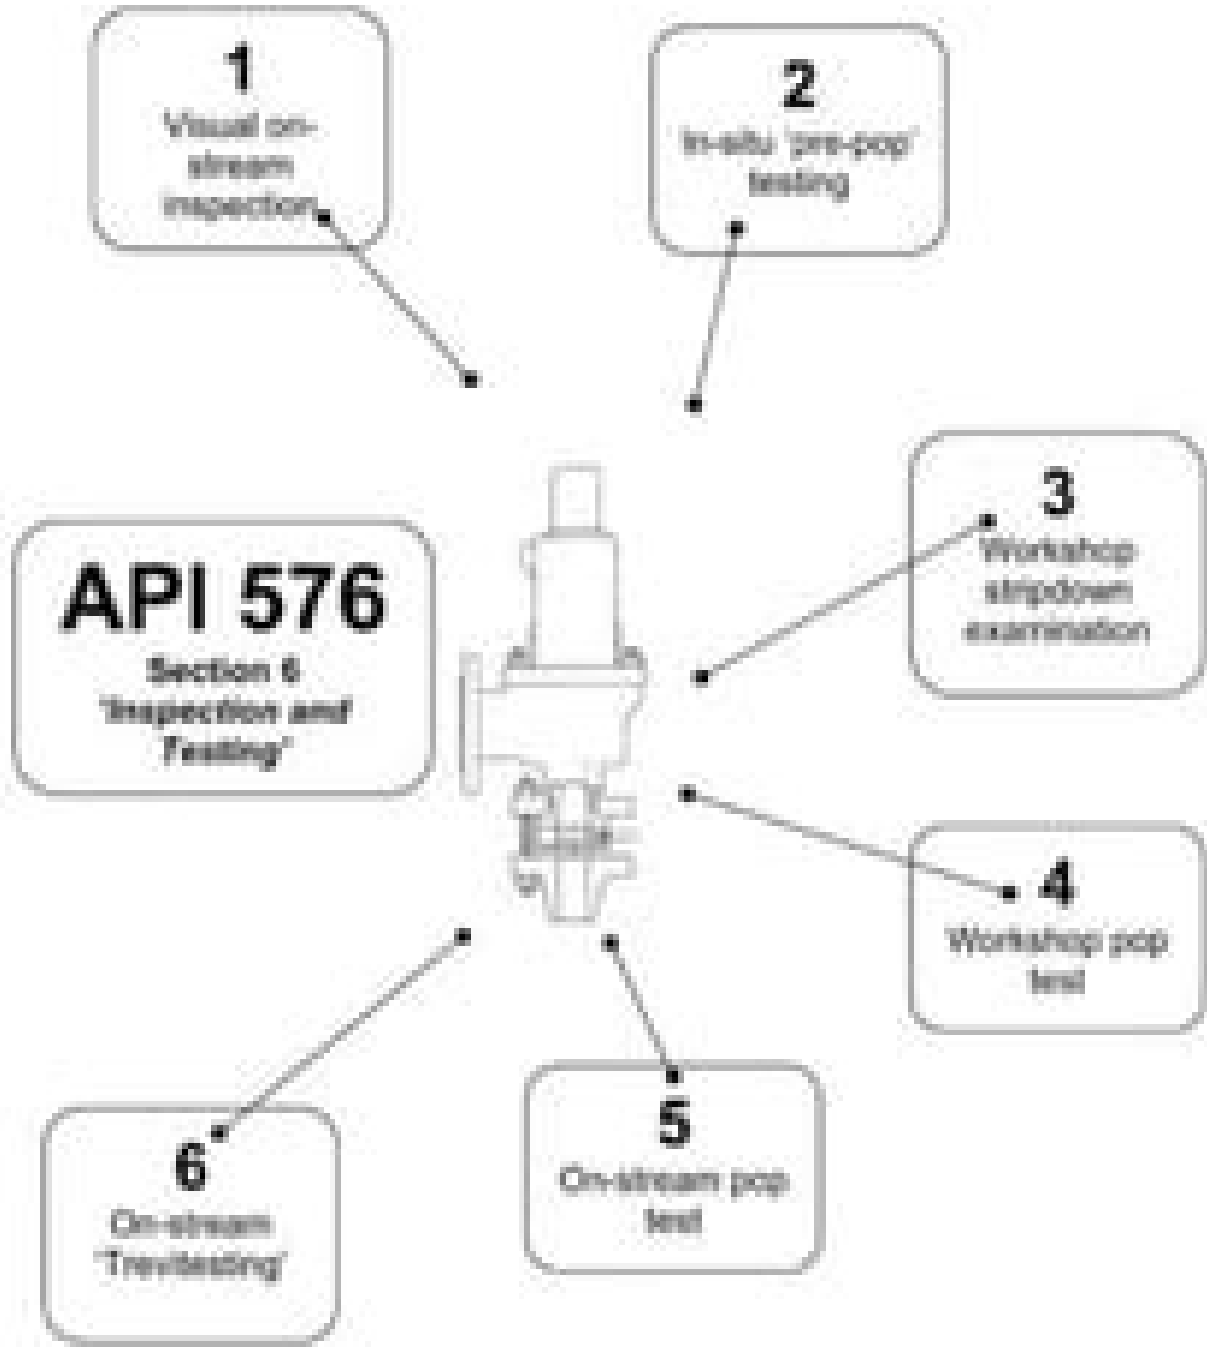 1
Visual on-
stream
inspection
2
In-situ 'pre-pop'
testing
3
Workshop
stripdown
examination
API 576
Section 6
'Inspection and
Testing'
4
Workshop pop
test
5
On-stream pop
test
6
On-stream
'Trevitesting'